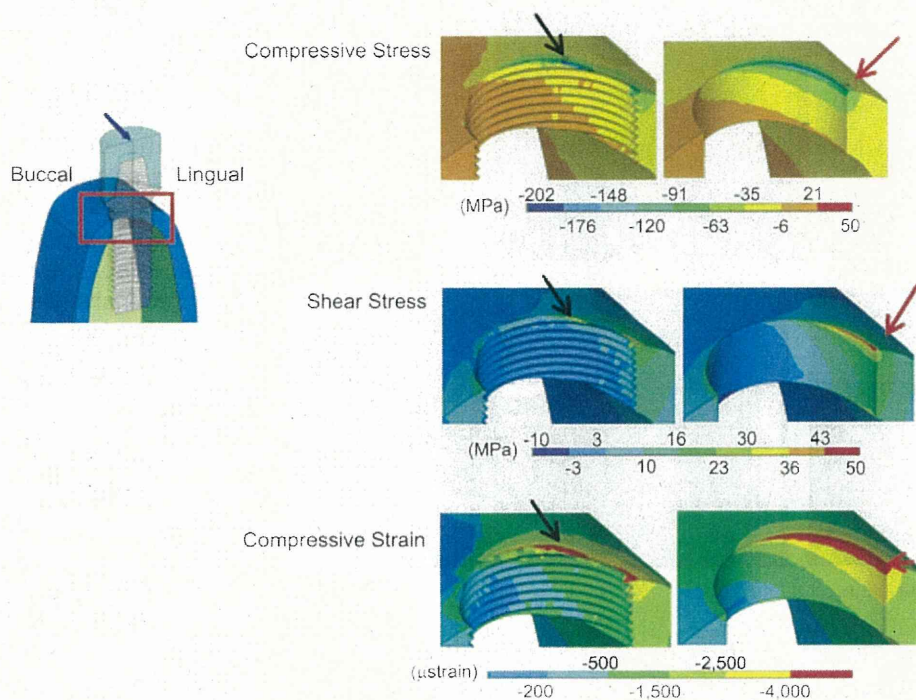 Compressive Stress
Buccal Lingual
-202 -148 -91 -35 21
(MPa)
-176 -120 -63 -6 50
Shear Stress
-10 3 16 30 43
(MPa)
-3 10 23 36 50
Compressive Strain
-500 -2,500
(μstrain)
-200 -1,500 -4,000